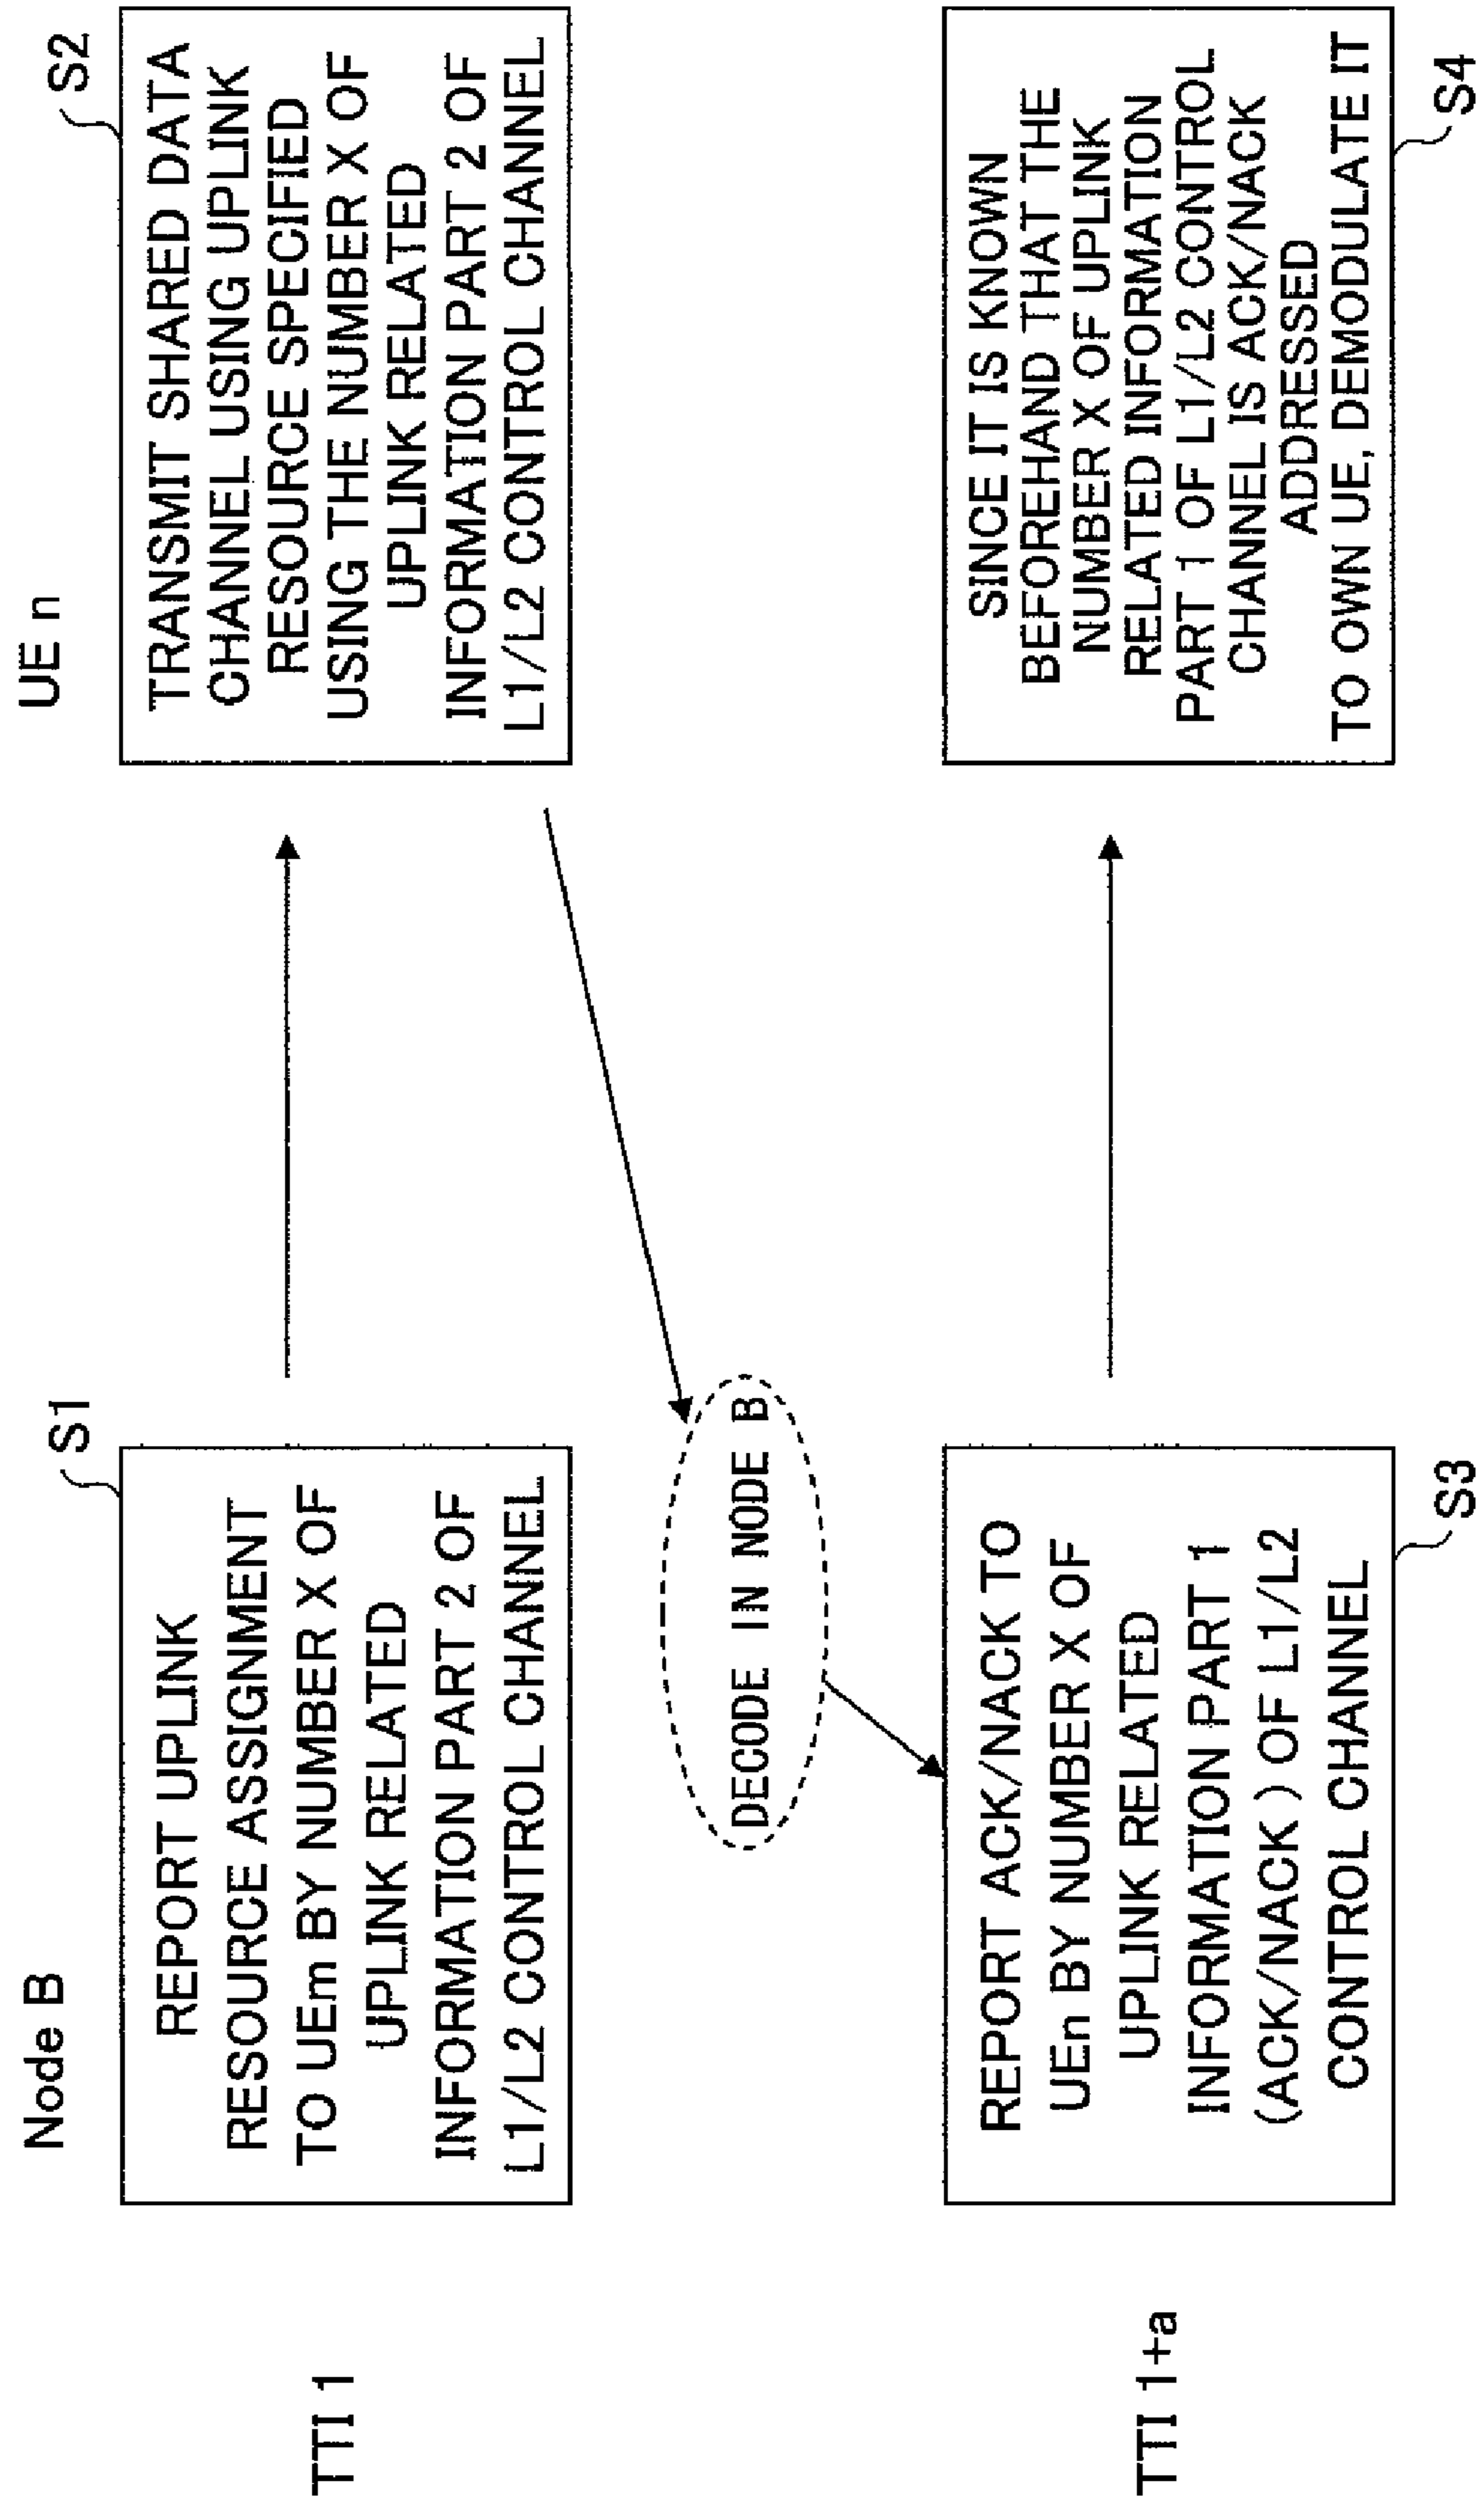 Node B
UE n
TTI 1
S1
REPORT UPLINK
RESOURCE ASSIGNMENT
TO UEm BY NUMBER X OF
UPLINK RELATED
INFORMATION PART 2 OF
L1/L2 CONTROL CHANNEL
S2
TRANSMIT SHARED DATA
CHANNEL USING UPLINK
RESOURCE SPECIFIED
USING THE NUMBER X OF
UPLINK RELATED
INFORMATION PART 2 OF
L1/L2 CONTROL CHANNEL
DECODE IN NODE B
TTI 1+a
REPORT ACK/NACK TO
UEn BY NUMBER X OF
UPLINK RELATED
INFORMATION PART 1
(ACK/NACK) OF L1/L2
CONTROL CHANNEL
S3
SINCE IT IS KNOWN
BEFOREHAND THAT THE
NUMBER X OF UPLINK
RELATED INFORMATION
PART 1 OF L1/L2 CONTROL
CHANNEL IS ACK/NACK
ADDRESSED
TO OWN UE, DEMODULATE IT
S4